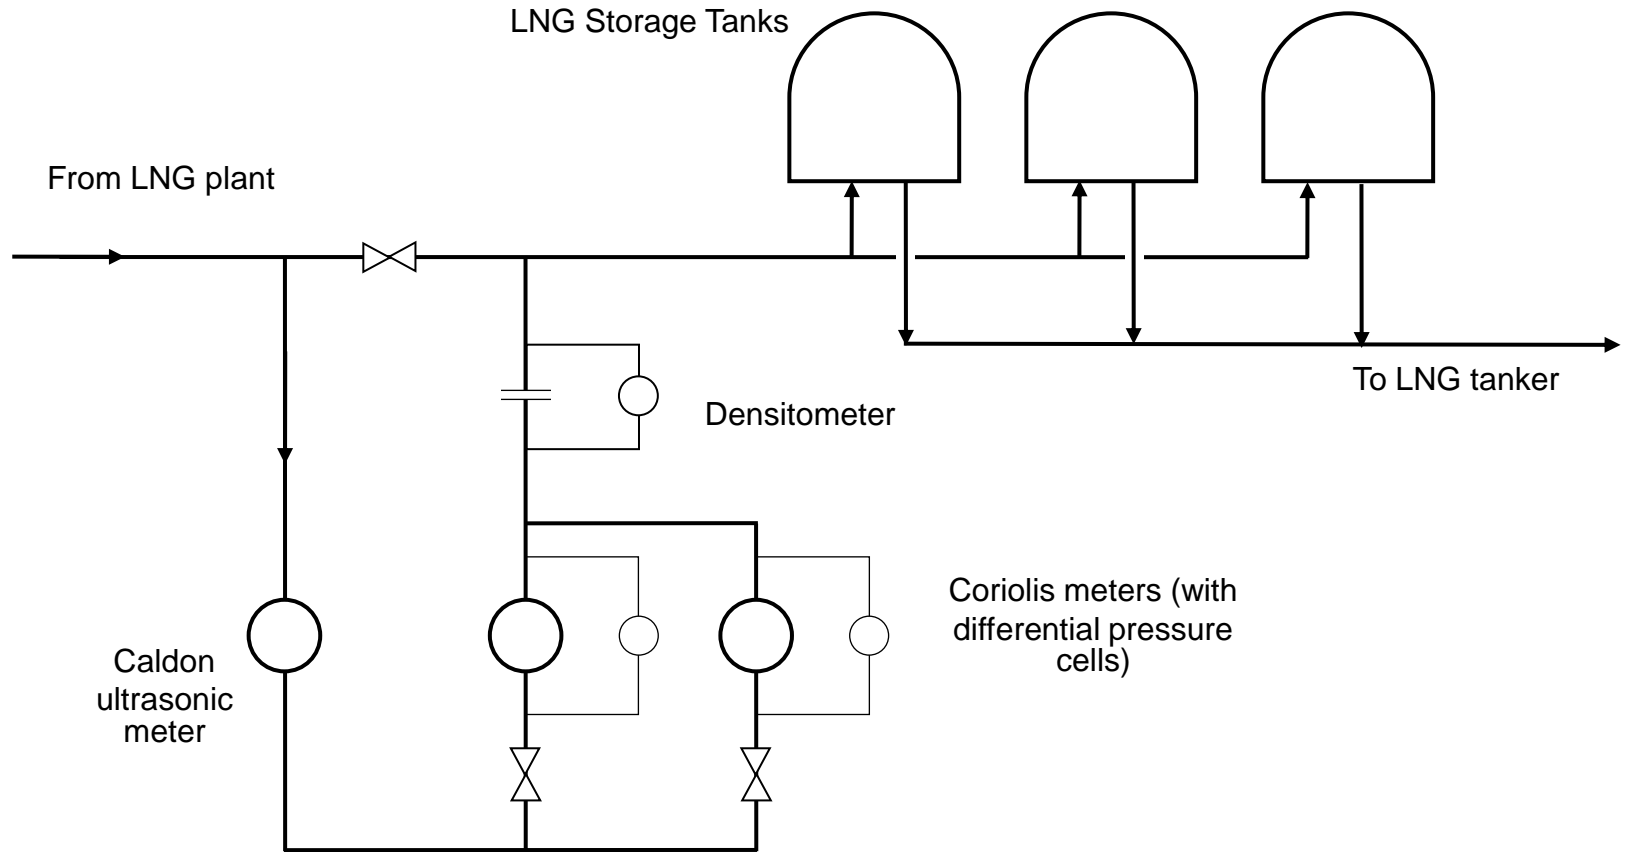 LNG Storage Tanks
From LNG plant
To LNG tanker
Densitometer
Coriolis meters (with
differential pressure
cells)
Caldon
ultrasonic
meter